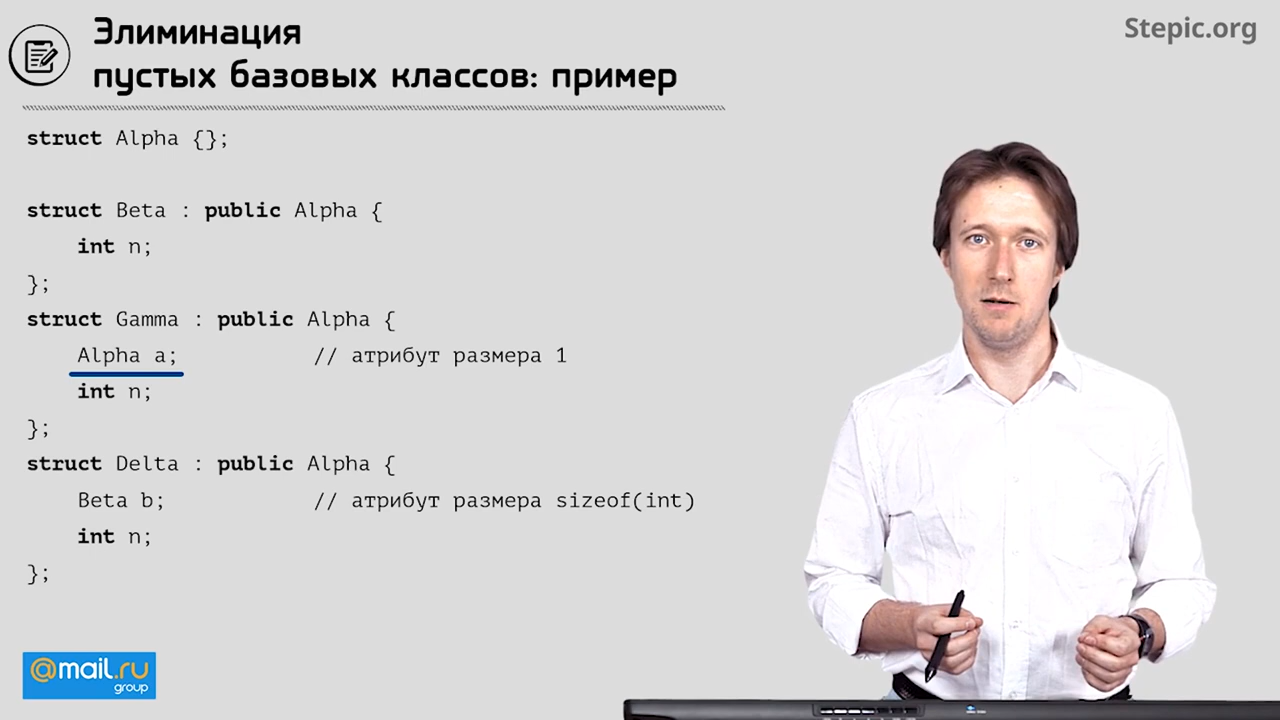 Элиминация
пустых базовых классов: пример
Stepic.org
struct Alpha {};
struct Beta : public Alpha {
int n;
};
struct Gamma : public Alpha {
Alpha a; // атрибут размера 1
int n;
};
struct Delta : public Alpha {
Beta b; // атрибут размера sizeof(int)
int n;
};
@mail.ru
group